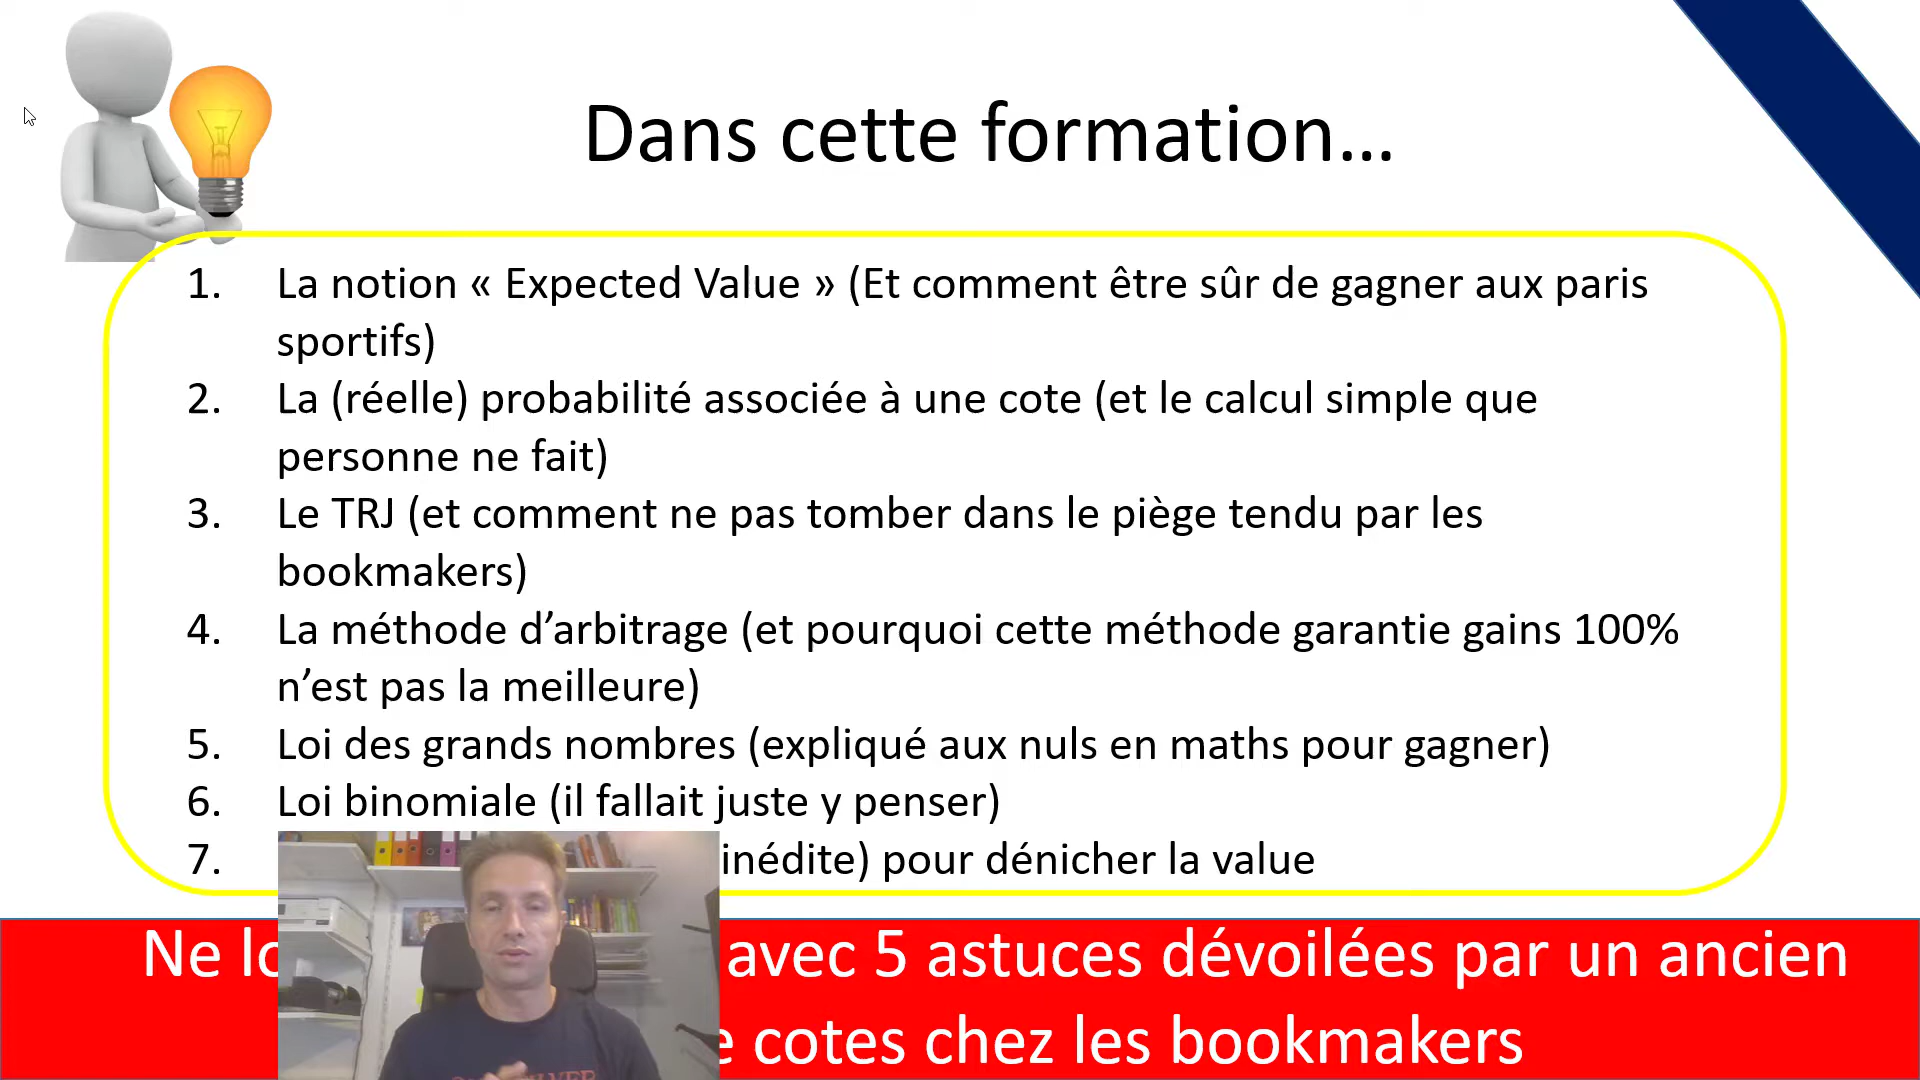 Dans cette formation...
1. La notion « Expected Value » (Et comment être sûr de gagner aux paris
sportifs)
2. La (réelle) probabilité associée à une cote (et le calcul simple que
personne ne fait)
3. Le TRJ (et comment ne pas tomber dans le piège tendu par les
bookmakers)
4. La méthode d’arbitrage (et pourquoi cette méthode garantie gains 100%
n’est pas la meilleure)
5. Loi des grands nombres (expliqué aux nuls en maths pour gagner)
6. Loi binomiale (il fallait juste y penser)
7. inédite) pour dénicher la value
Ne avec 5 astuces dévoilées par un ancien
cotes chez les bookmakers